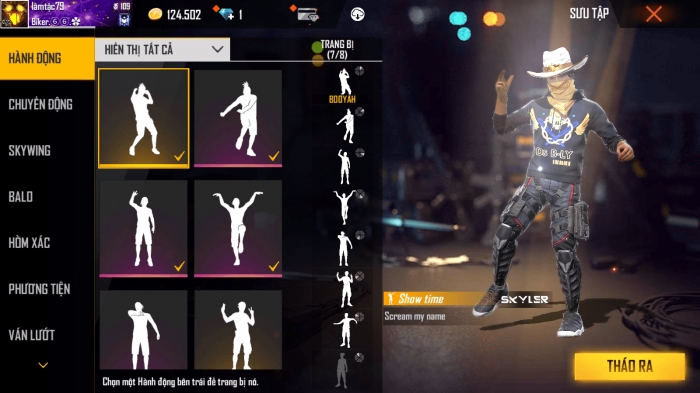 lâmtặc79
109
Biker.
124.502
1
SƯU TẬP
HÀNH ĐỘNG
HIỂN THỊ TẤT CẢ
TRANG BỊ
(7/8)
BOOYAH
CHUYỂN ĐỘNG
SKYWING
BALO
HÒM XÁC
PHƯƠNG TIỆN
VÁN LƯỚT
B-LY
Show time
SKYLER
Scream my name
THÁO RA
Chọn một Hành động bên trái để trang bị nó.